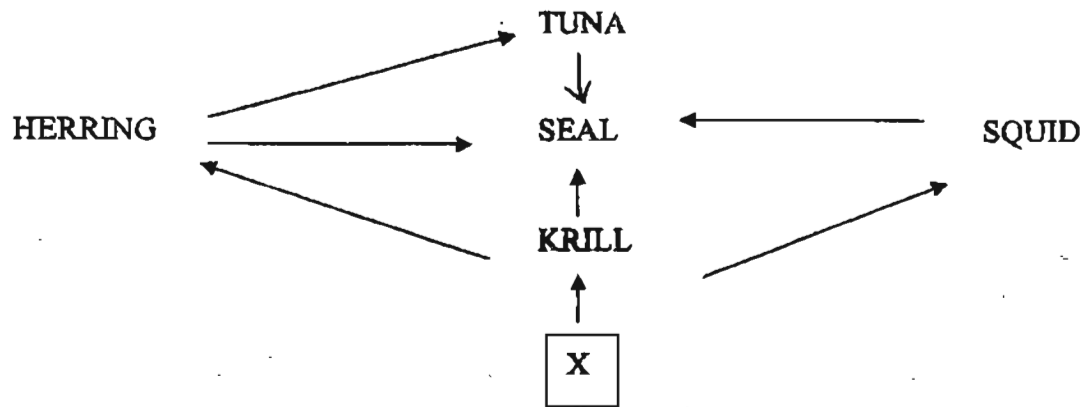 TUNA
HERRING
SEAL
SQUID
KRILL
X